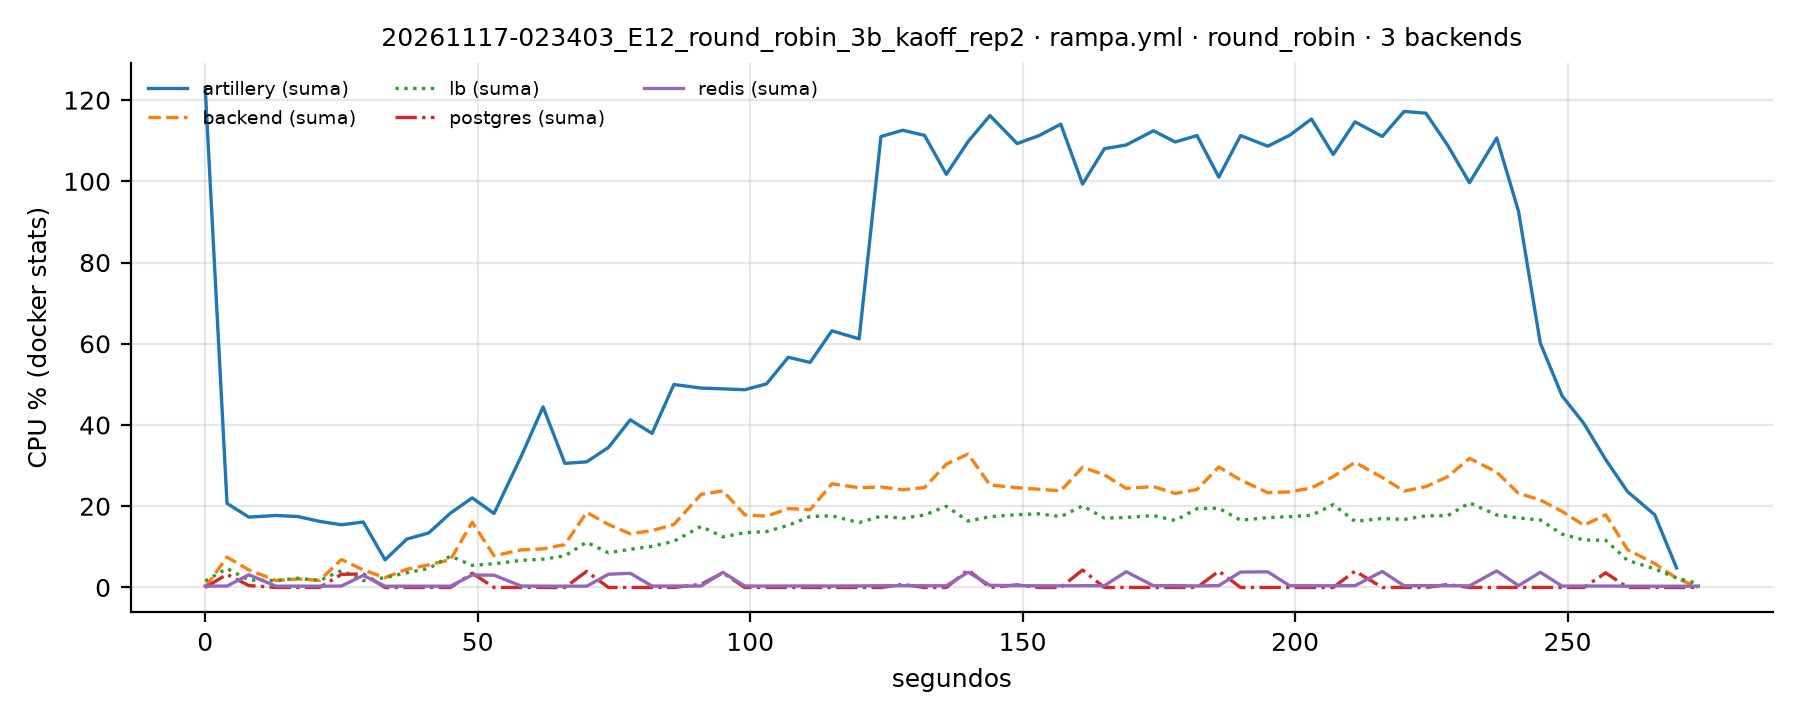 20261117-023403_E12_round_robin_3b_kaoff_rep2 · rampa.yml · round_robin · 3 backends
artillery (suma) lb (suma) redis (suma)
backend (suma) postgres (suma)
120
100
80
60
40
20
0
CPU % (docker stats)
0 50 100 150 200 250
segundos